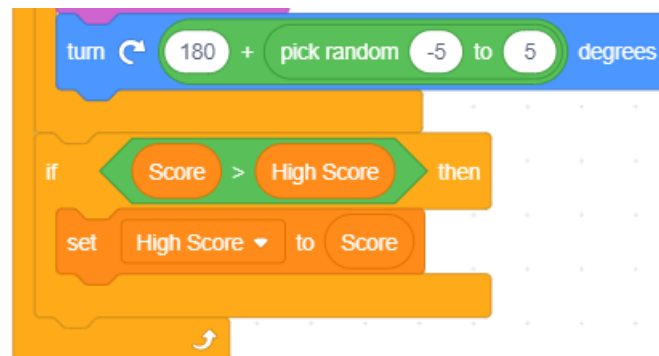 turn 180 + pick random -5 to 5 degrees
if Score > High Score then
set High Score to Score